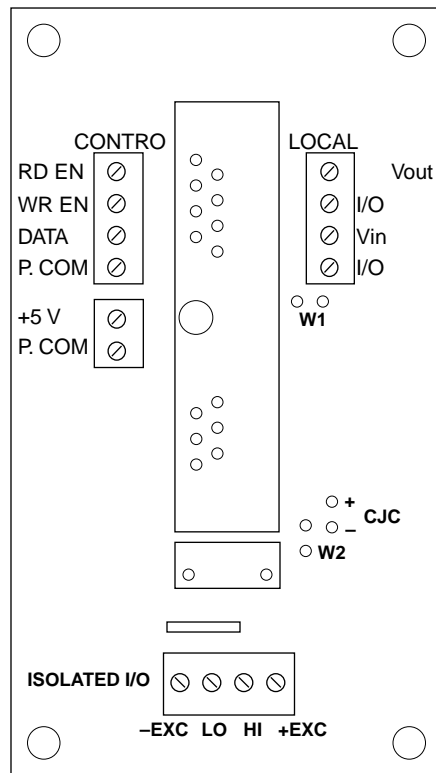 CONTRO LOCAL
RD EN Vout
WR EN I/O
DATA Vin
P. COM I/O
+5 V W1
P. COM
+
– CJC
W2
ISOLATED I/O
–EXC LO HI +EXC